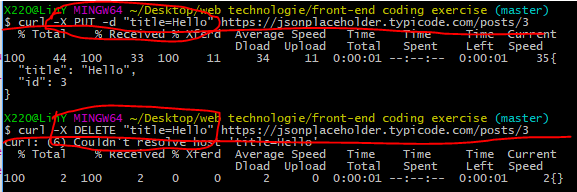 X220@LinY MINGW64 ~/Desktop/web technologie/front-end coding exercise (master)
$ curl -X PUT -d "title=Hello" https://jsonplaceholder.typicode.com/posts/3
% Total % Received % Xferd Average Speed Time Time Time Current
Dload Upload Total Spent Left Speed
100 44 100 33 100 11 34 11 0:00:01 --:--:-- 0:00:01 35{
"title": "Hello",
"id": 3
}
X220@LinY MINGW64 ~/Desktop/web technologie/front-end coding exercise (master)
$ curl -X DELETE "title=Hello" https://jsonplaceholder.typicode.com/posts/3
curl: (6) Couldn't resolve host 'title=Hello'
% Total % Received % Xferd Average Speed Time Time Time Current
Dload Upload Total Spent Left Speed
100 2 100 2 0 0 2 0 0:00:01 --:--:-- 0:00:01 2{}